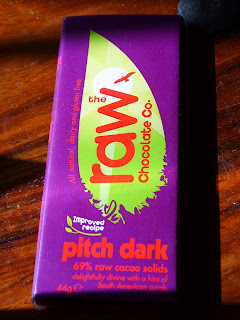 All natural, dairy and gluten free
the
raw
Chocolate Co.
Improved
recipe
pitch dark
69% raw cacao solids
delightfully divine with a hint of
South American
44g e